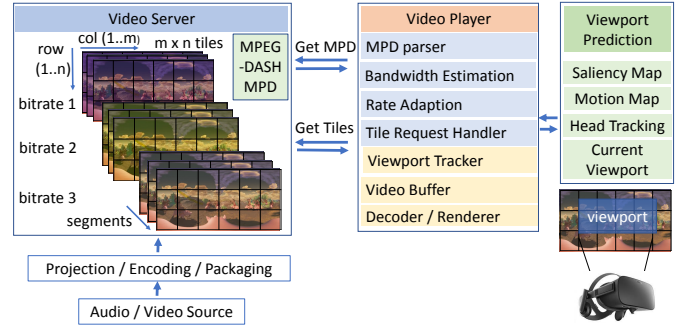 Video Server
col (1..m)
m x n tiles
row
(1..n)
MPEG
-DASH
MPD
bitrate 1
bitrate 2
bitrate 3
segments
Projection / Encoding / Packaging
Audio / Video Source
Get MPD
Get Tiles
Video Player
MPD parser
Bandwidth Estimation
Rate Adaption
Tile Request Handler
Viewport Tracker
Video Buffer
Decoder / Renderer
Viewport
Prediction
Saliency Map
Motion Map
Head Tracking
Current
Viewport
viewport